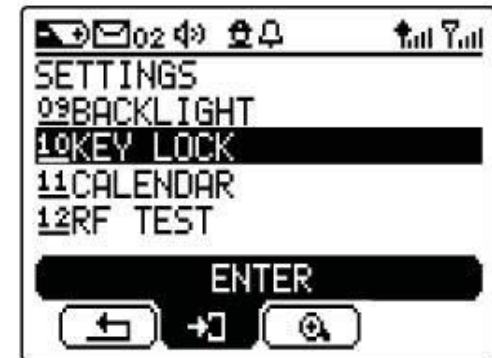 02
SETTINGS
09BACKLIGHT
10KEY LOCK
11CALENDAR
12RF TEST
ENTER